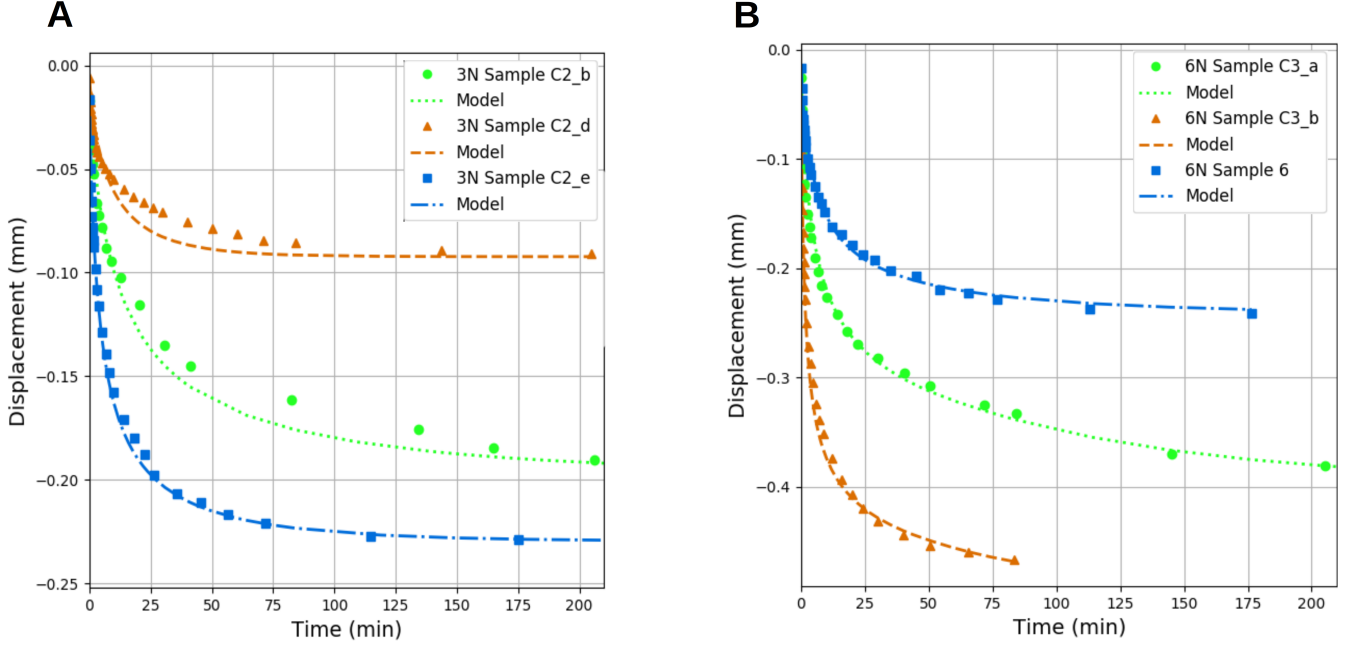 A
0.00
−0.05
−0.10
−0.15
−0.20
−0.25
Displacement (mm)
3N Sample C2_b
Model
3N Sample C2_d
Model
3N Sample C2_e
Model
0 25 50 75 100 125 150 175 200
Time (min)
B
0.0
−0.1
−0.2
−0.3
−0.4
Displacement (mm)
6N Sample C3_a
Model
6N Sample C3_b
Model
6N Sample 6
Model
0 25 50 75 100 125 150 175 200
Time (min)